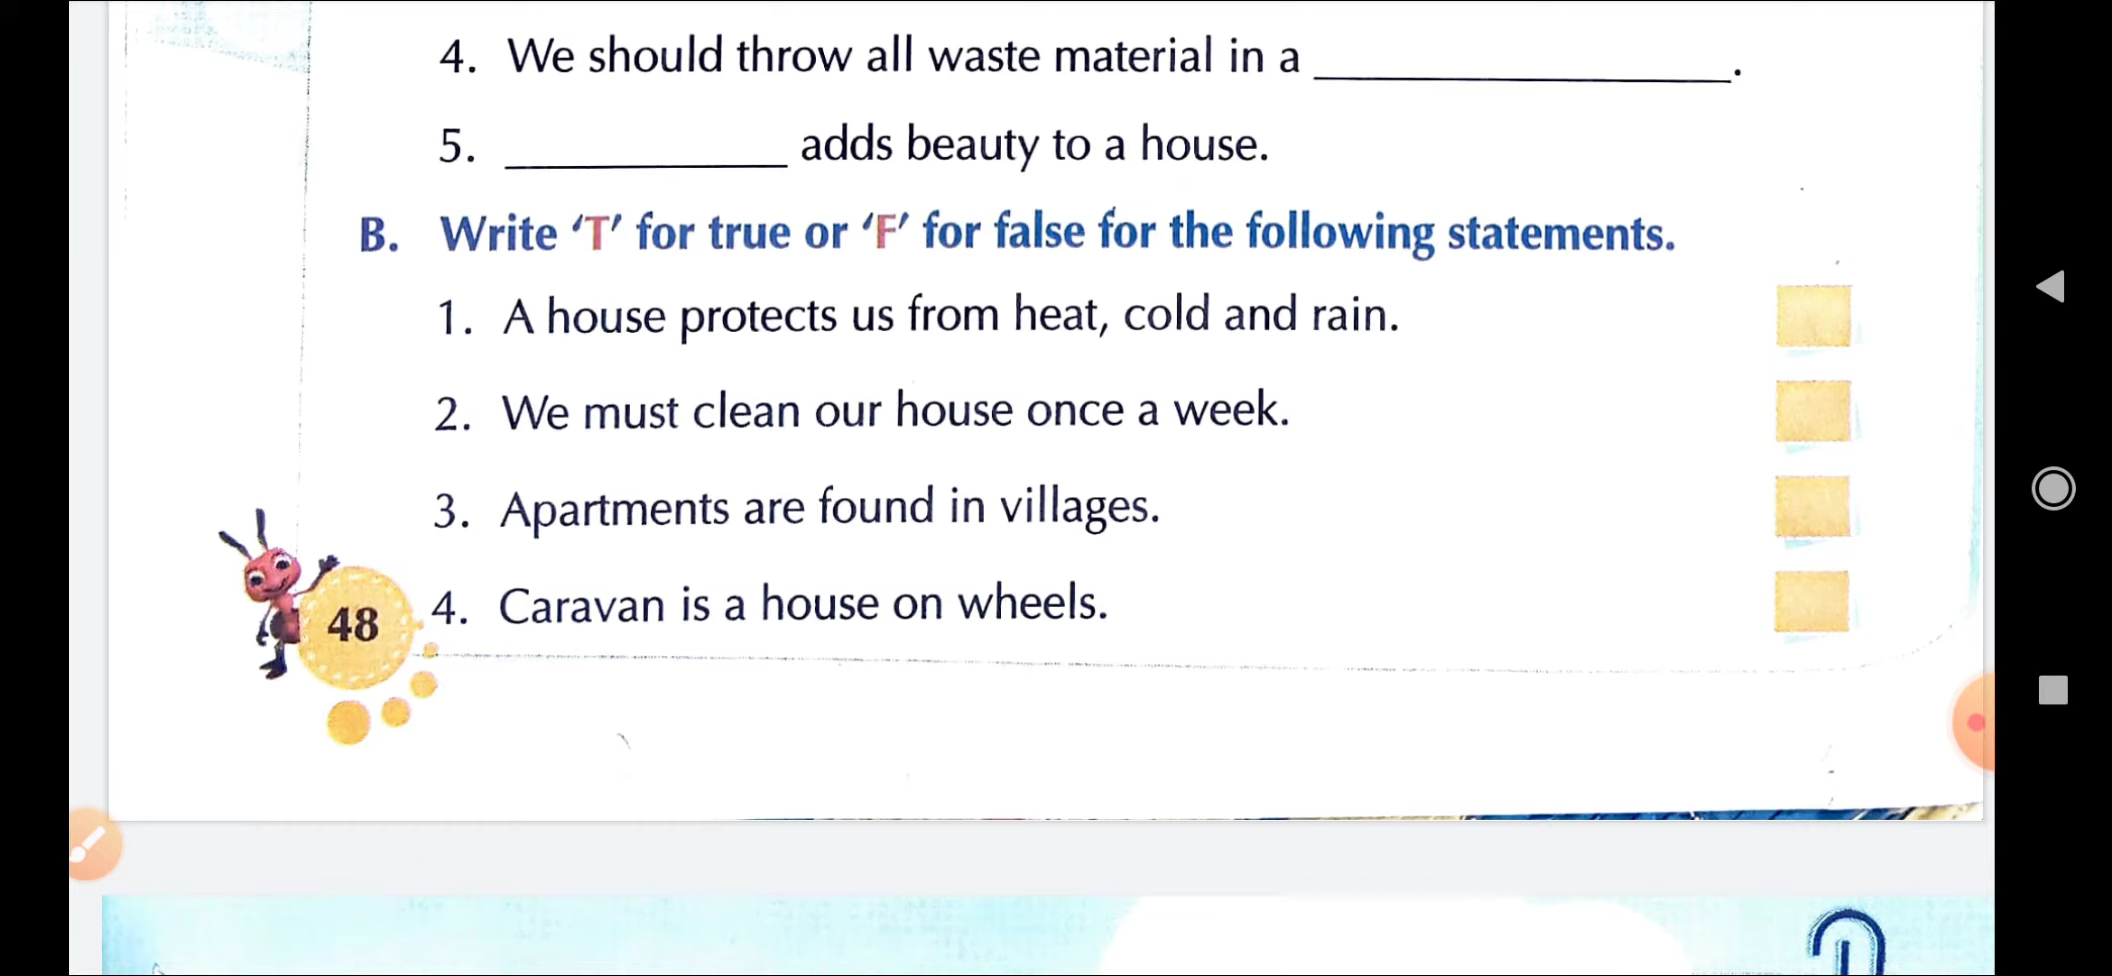 4. We should throw all waste material in a ____________.
5. ____________ adds beauty to a house.
B. Write ‘T’ for true or ‘F’ for false for the following statements.
1. A house protects us from heat, cold and rain.
2. We must clean our house once a week.
3. Apartments are found in villages.
4. Caravan is a house on wheels.
48